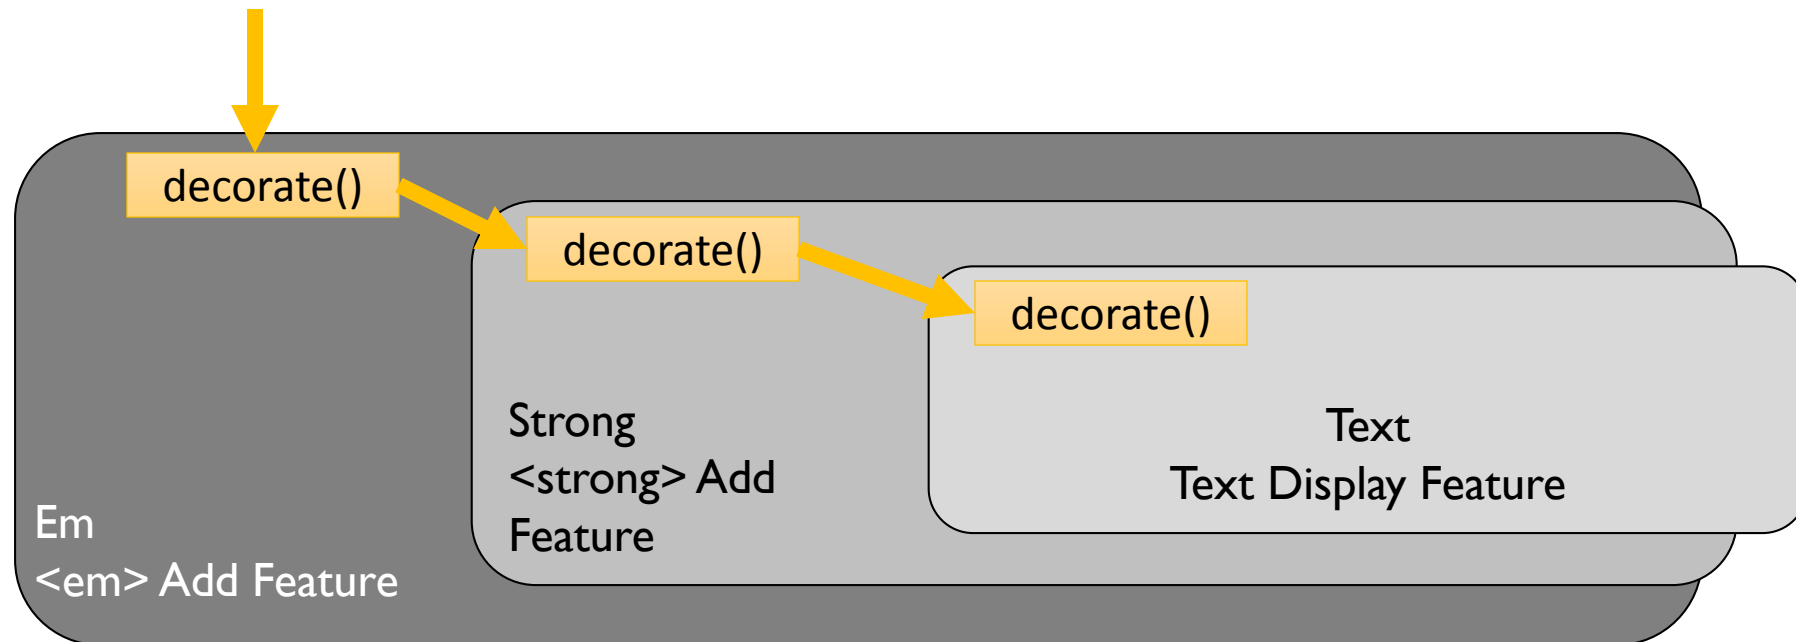 decorate()
decorate()
decorate()
Em
<em> Add Feature
Strong
<strong> Add
Feature
Text
Text Display Feature